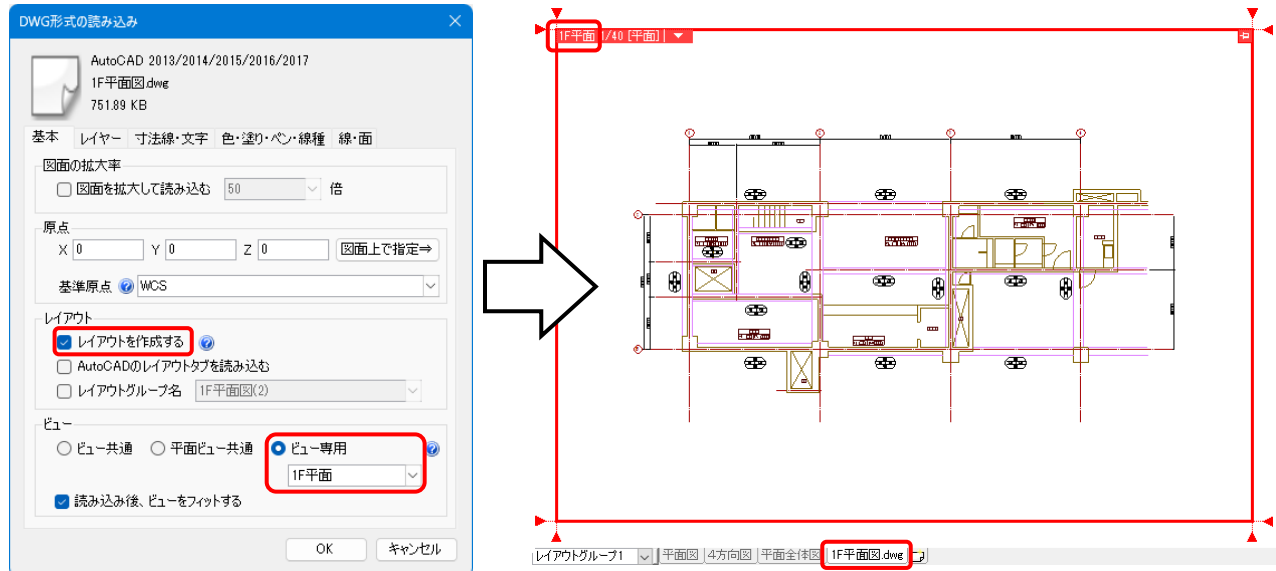 DWG形式の読み込み
AutoCAD 2013/2014/2015/2016/2017
1F平面図.dwg
751.89 KB
基本 レイヤー 寸法線・文字 色・塗り・ペン・線種 線・面
図面の拡大率
図面を拡大して読み込む 50 倍
原点
X 0 Y 0 Z 0 図面上で指定⇒
基準原点 WCS
レイアウト
レイアウトを作成する
AutoCADのレイアウトタブを読み込む
レイアウトグループ名 1F平面図(2)
ビュー
ビュー共通 平面ビュー共通 ビュー専用
1F平面
読み込み後、ビューをフィットする
OK キャンセル
1F平面 1/40 [平面]
レイアウトグループ1 平面図 4方向図 平面全体図 1F平面図.dwg